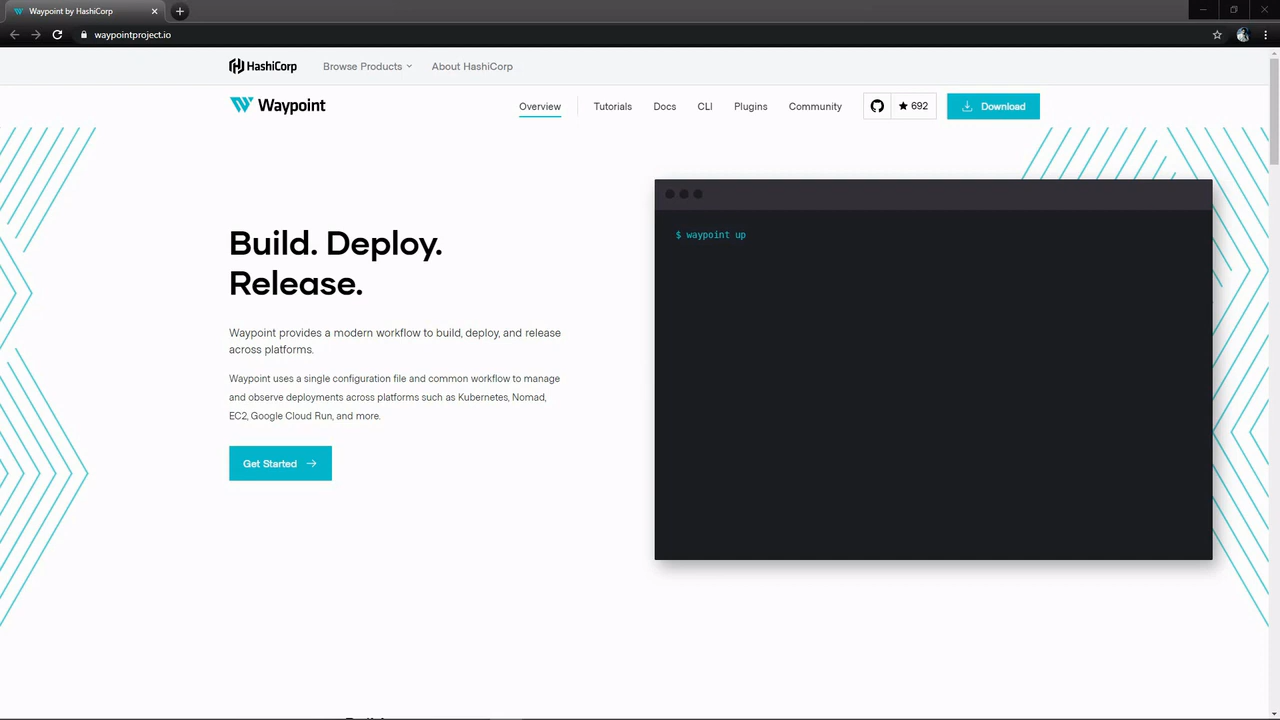 Waypoint by HashiCorp
waypointproject.io
HashiCorp Browse Products About HashiCorp
Waypoint Overview Tutorials Docs CLI Plugins Community 692 Download
Build. Deploy.
Release.
Waypoint provides a modern workflow to build, deploy, and release
across platforms.
Waypoint uses a single configuration file and common workflow to manage
and observe deployments across platforms such as Kubernetes, Nomad,
EC2, Google Cloud Run, and more.
Get Started
$ waypoint up